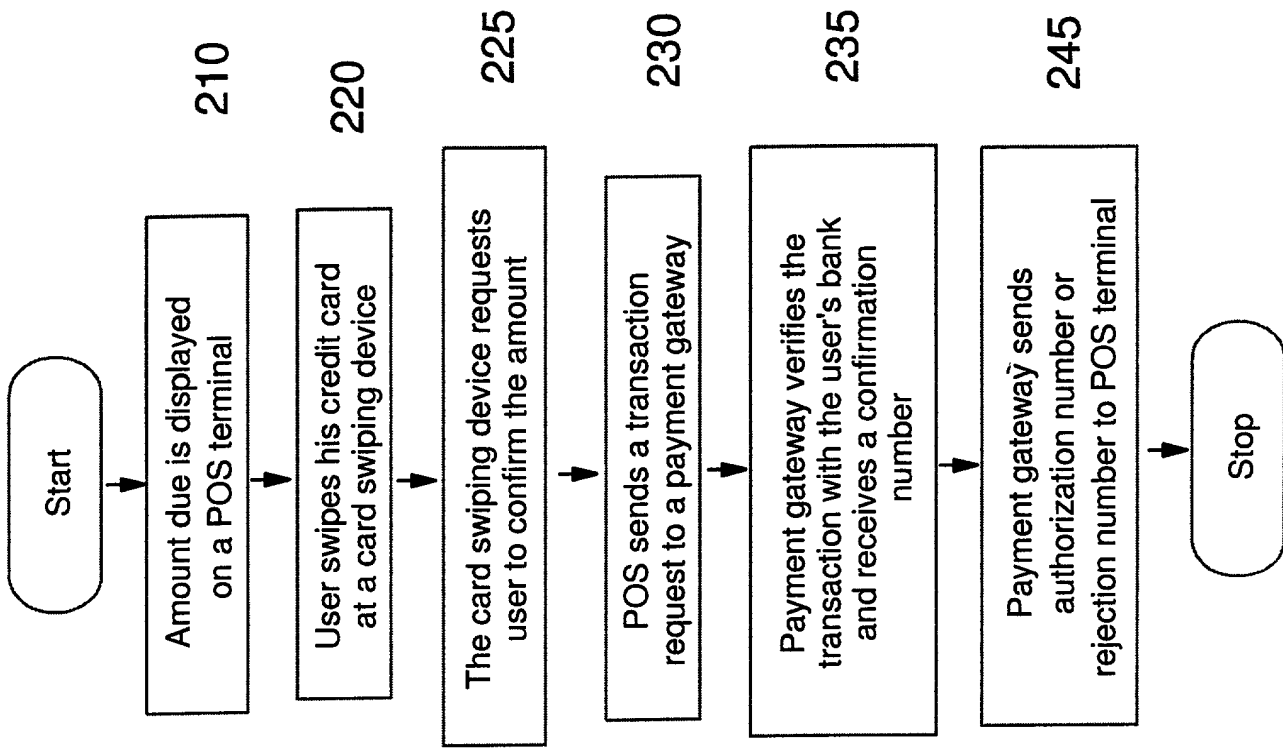 Start
Amount due is displayed
on a POS terminal
210
User swipes his credit card
at a card swiping device
220
The card swiping device requests
user to confirm the amount
225
POS sends a transaction
request to a payment gateway
230
Payment gateway verifies the
transaction with the user's bank
and receives a confirmation
number
235
Payment gateway sends
authorization number or
rejection number to POS terminal
245
Stop